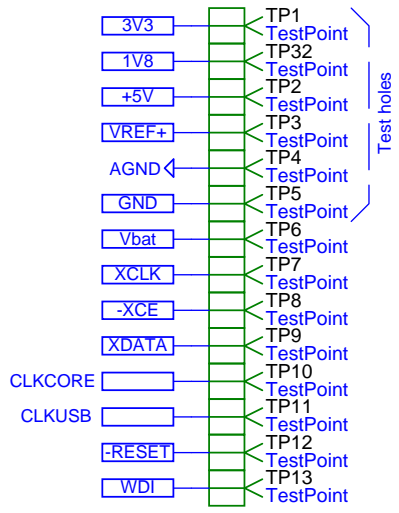 3V3 TP1 TestPoint
1V8 TP32 TestPoint
+5V TP2 TestPoint
VREF+ TP3 TestPoint
AGND TP4 TestPoint
GND TP5 TestPoint
Vbat TP6 TestPoint
XCLK TP7 TestPoint
-XCE TP8 TestPoint
XDATA TP9 TestPoint
CLKCORE TP10 TestPoint
CLKUSB TP11 TestPoint
-RESET TP12 TestPoint
WDI TP13 TestPoint
Test holes